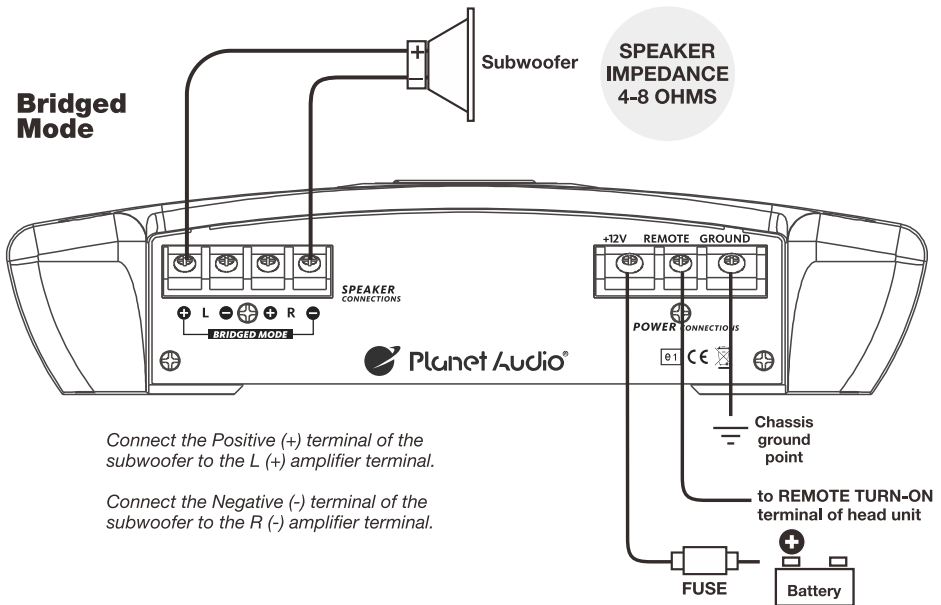 Bridged
Mode
Subwoofer
+
−
SPEAKER
IMPEDANCE
4-8 OHMS
+12V REMOTE GROUND
SPEAKER
CONNECTIONS
+ L − + R −
BRIDGED MODE
POWER CONNECTIONS
Planet Audio®
e1 CE
Connect the Positive (+) terminal of the
subwoofer to the L (+) amplifier terminal.
Connect the Negative (-) terminal of the
subwoofer to the R (-) amplifier terminal.
Chassis
ground
point
to REMOTE TURN-ON
terminal of head unit
FUSE
+
Battery